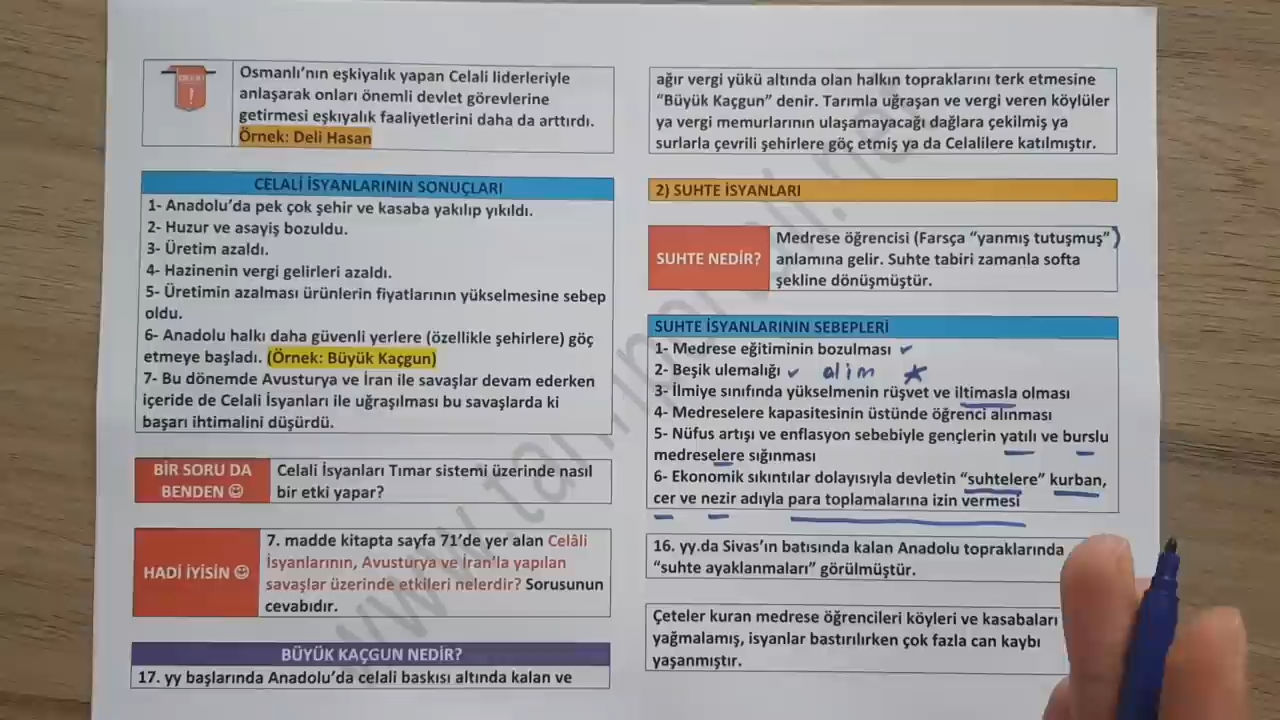 Osmanlı’nın eşkiyalık yapan Celali liderleriyle
anlaşarak onları önemli devlet görevlerine
getirmesi eşkıyalık faaliyetlerini daha da arttırdı.
Örnek: Deli Hasan
CELALİ İSYANLARININ SONUÇLARI
1- Anadolu’da pek çok şehir ve kasaba yakılıp yıkıldı.
2- Huzur ve asayiş bozuldu.
3- Üretim azaldı.
4- Hazinenin vergi gelirleri azaldı.
5- Üretimin azalması ürünlerin fiyatlarının yükselmesine sebep
oldu.
6- Anadolu halkı daha güvenli yerlere (özellikle şehirlere) göç
etmeye başladı. (Örnek: Büyük Kaçgun)
7- Bu dönemde Avusturya ve İran ile savaşlar devam ederken
içeride de Celali İsyanları ile uğraşılması bu savaşlarda ki
başarı ihtimalini düşürdü.
BİR SORU DA
BENDEN ☺
Celali İsyanları Tımar sistemi üzerinde nasıl
bir etki yapar?
HADİ İYİSİN ☺
7. madde kitapta sayfa 71’de yer alan Celâli
İsyanlarının, Avusturya ve İran’la yapılan
savaşlar üzerinde etkileri nelerdir? Sorusunun
cevabıdır.
BÜYÜK KAÇGUN NEDİR?
17. yy başlarında Anadolu’da celali baskısı altında kalan ve
ağır vergi yükü altında olan halkın topraklarını terk etmesine
“Büyük Kaçgun” denir. Tarımla uğraşan ve vergi veren köylüler
ya vergi memurlarının ulaşamayacağı dağlara çekilmiş ya
surlarla çevrili şehirlere göç etmiş ya da Celalilere katılmıştır.
2) SUHTE İSYANLARI
SUHTE NEDİR?
Medrese öğrencisi (Farsça “yanmış tutuşmuş”)
anlamına gelir. Suhte tabiri zamanla softa
şekline dönüşmüştür.
SUHTE İSYANLARININ SEBEPLERİ
1- Medrese eğitiminin bozulması
2- Beşik ulemalığı alim
3- İlmiye sınıfında yükselmenin rüşvet ve iltimasla olması
4- Medreselere kapasitesinin üstünde öğrenci alınması
5- Nüfus artışı ve enflasyon sebebiyle gençlerin yatılı ve burslu
medreselere sığınması
6- Ekonomik sıkıntılar dolayısıyla devletin “suhtelere” kurban,
cer ve nezir adıyla para toplamalarına izin vermesi
16. yy.da Sivas’ın batısında kalan Anadolu topraklarında
“suhte ayaklanmaları” görülmüştür.
Çeteler kuran medrese öğrencileri köyleri ve kasabaları
yağmalamış, isyanlar bastırılırken çok fazla can kaybı
yaşanmıştır.